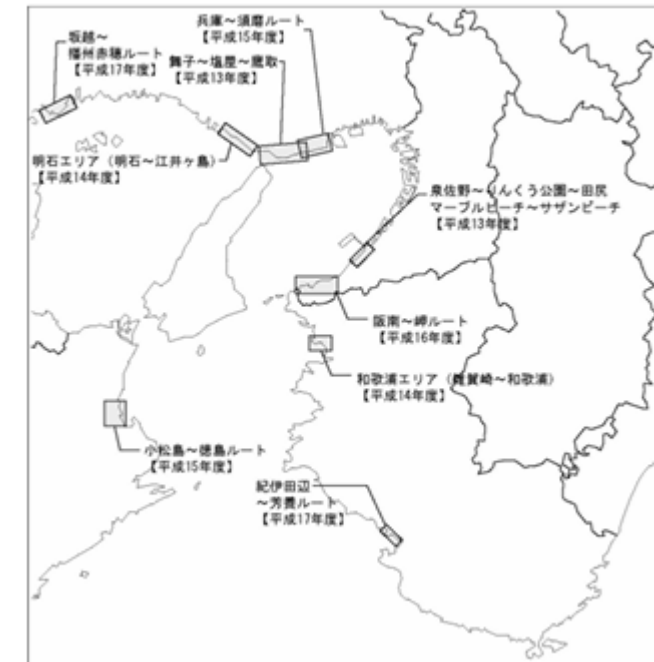 兵庫～須磨ルート
【平成15年度】
坂越～
播州赤穂ルート
【平成17年度】
舞子～塩屋～鷹取
【平成13年度】
明石エリア（明石～江井ヶ島）
【平成14年度】
泉佐野～りんくう公園～田尻
マーブルビーチ～サザンビーチ
【平成13年度】
阪南～岬ルート
【平成16年度】
和歌浦エリア（雑賀崎～和歌浦）
【平成14年度】
小松島～徳島ルート
【平成15年度】
紀伊田辺
～芳養ルート
【平成17年度】